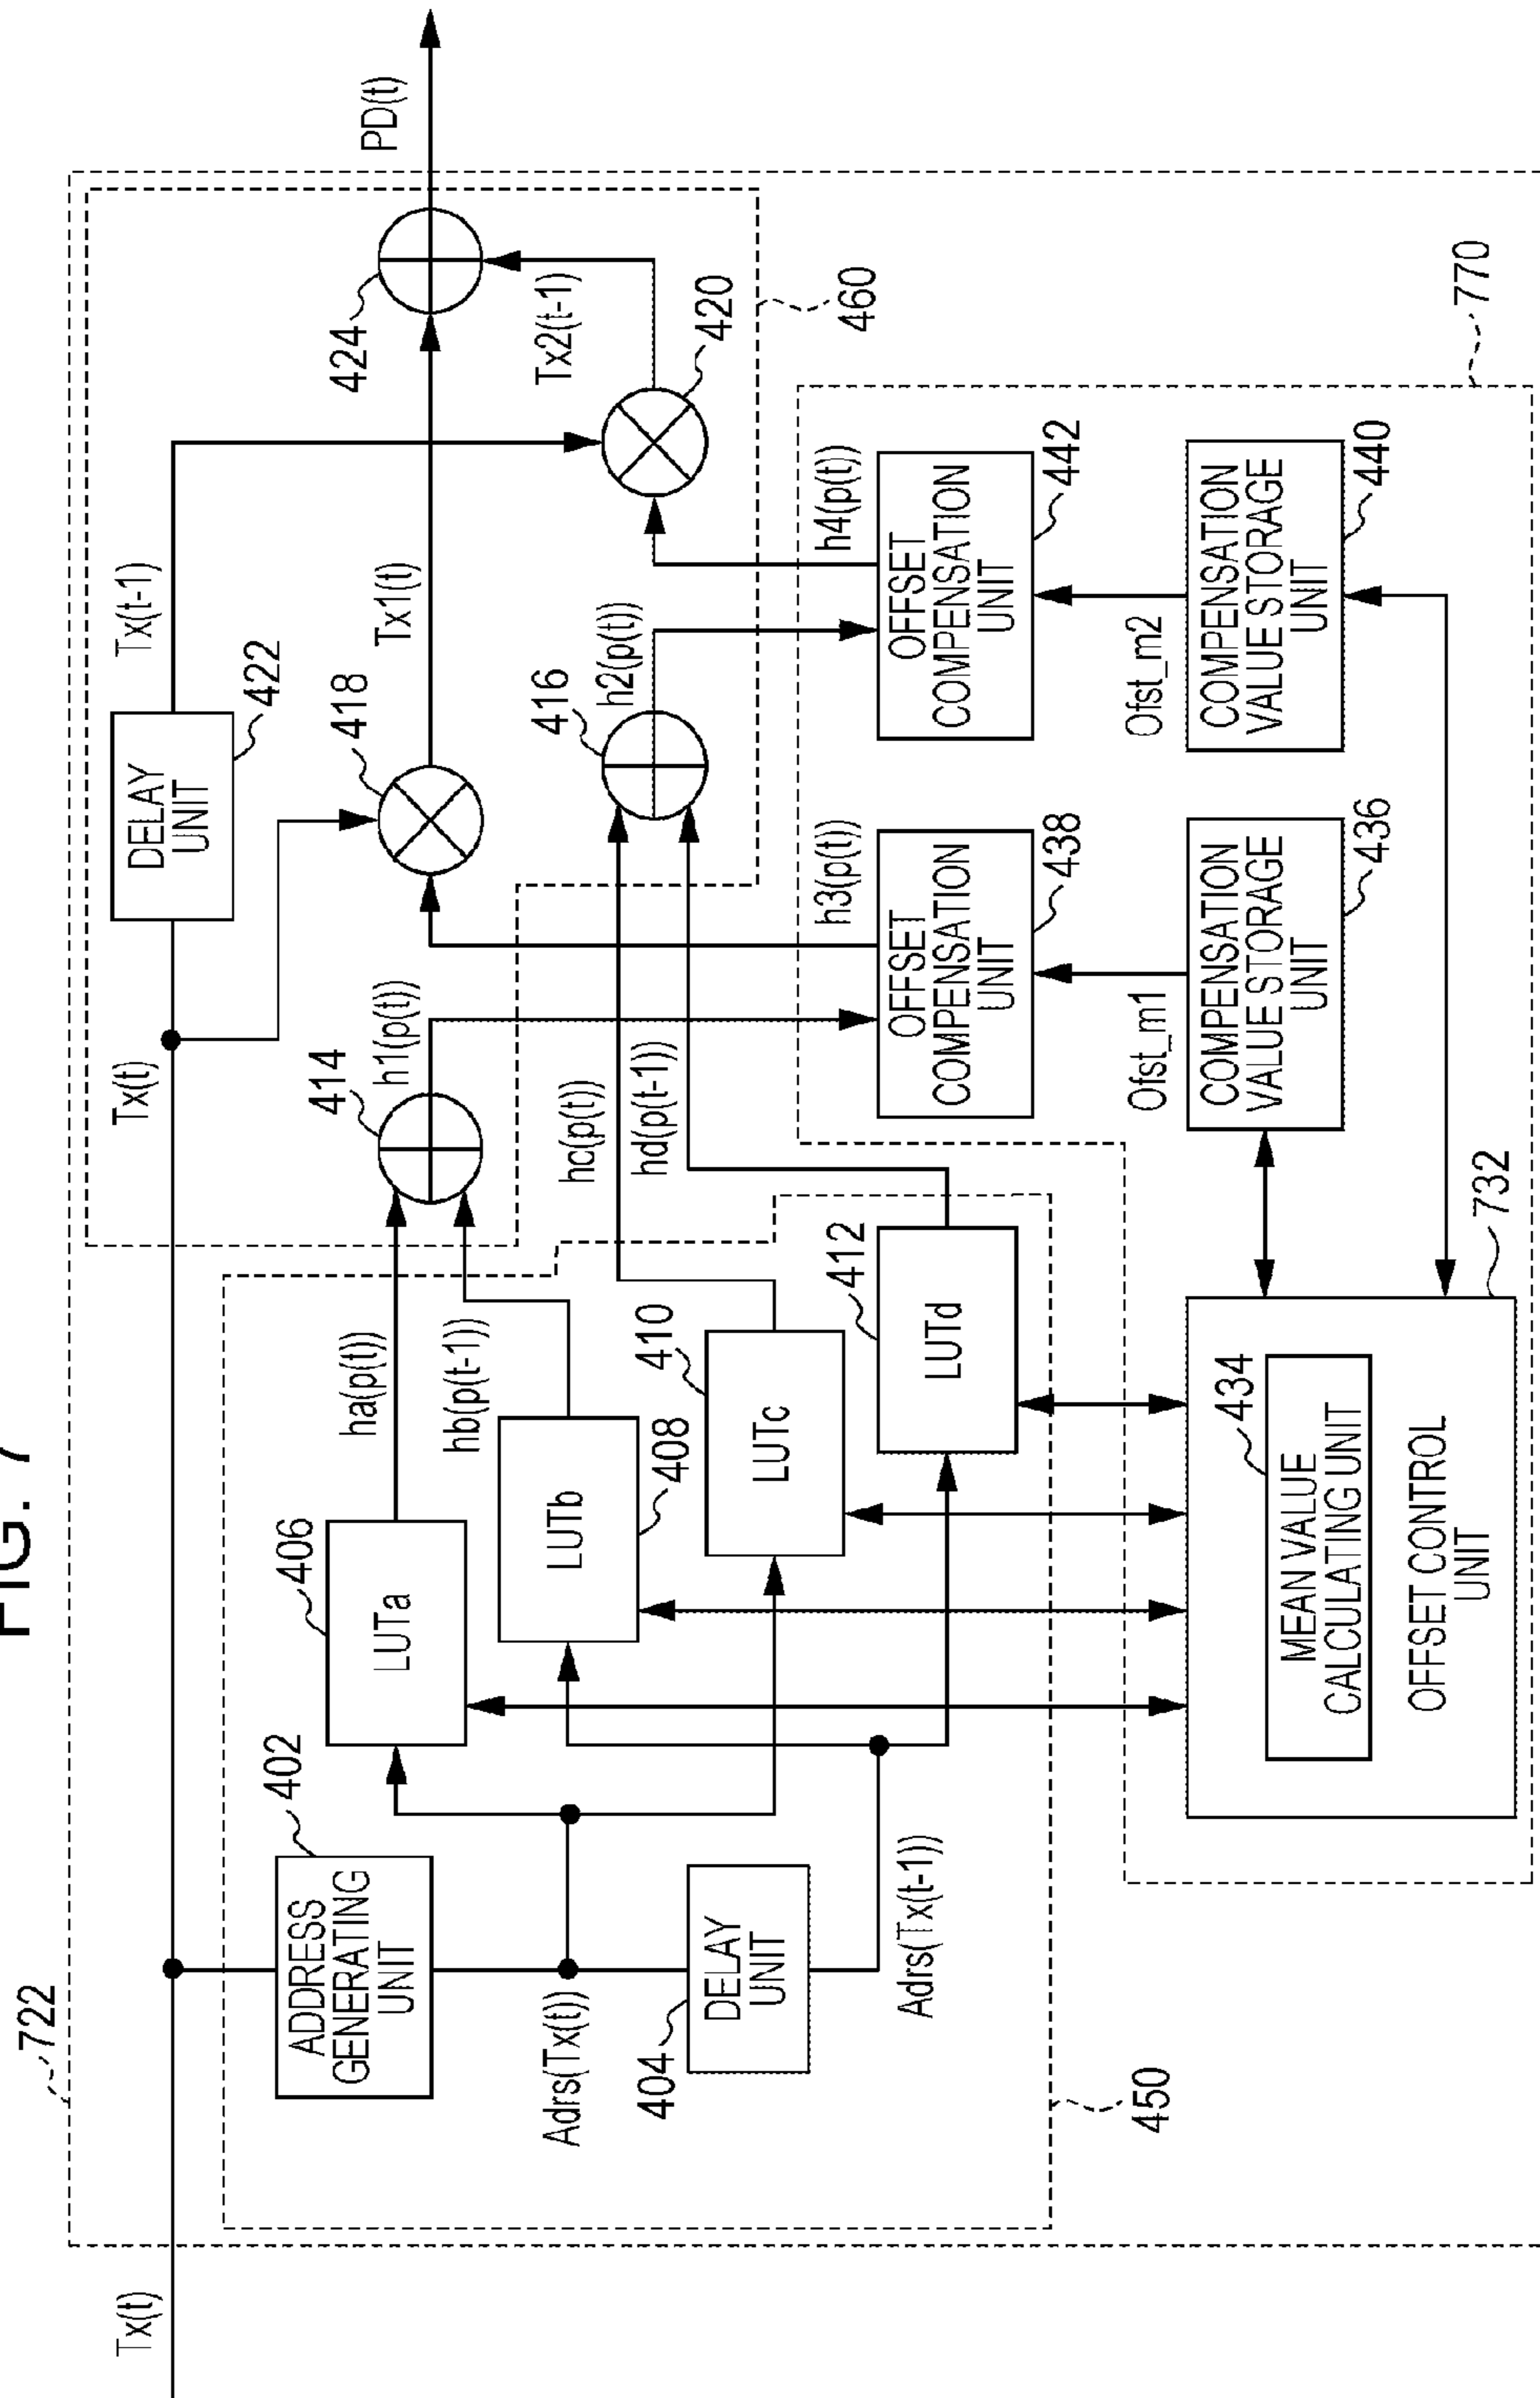 FIG. 7
722
Tx(t)
Tx(t)
DELAY
UNIT
422
Tx(t-1)
ADDRESS
GENERATING
UNIT
402
Adrs(Tx(t))
404
DELAY
UNIT
Adrs(Tx(t-1))
450
LUTa
406
LUTb
408
LUTc
410
LUTd
412
ha(p(t))
hb(p(t-1))
hc(p(t))
hd(p(t-1))
414
h1(p(t))
418
Tx1(t)
416
h2(p(t))
424
Tx2(t-1)
420
460
PD(t)
h3(p(t))
OFFSET
COMPENSATION
UNIT
438
h4(p(t))
OFFSET
COMPENSATION
UNIT
442
Ofst_m1
COMPENSATION
VALUE STORAGE
UNIT
436
Ofst_m2
COMPENSATION
VALUE STORAGE
UNIT
440
434
MEAN VALUE
CALCULATING UNIT
OFFSET CONTROL
UNIT
732
770